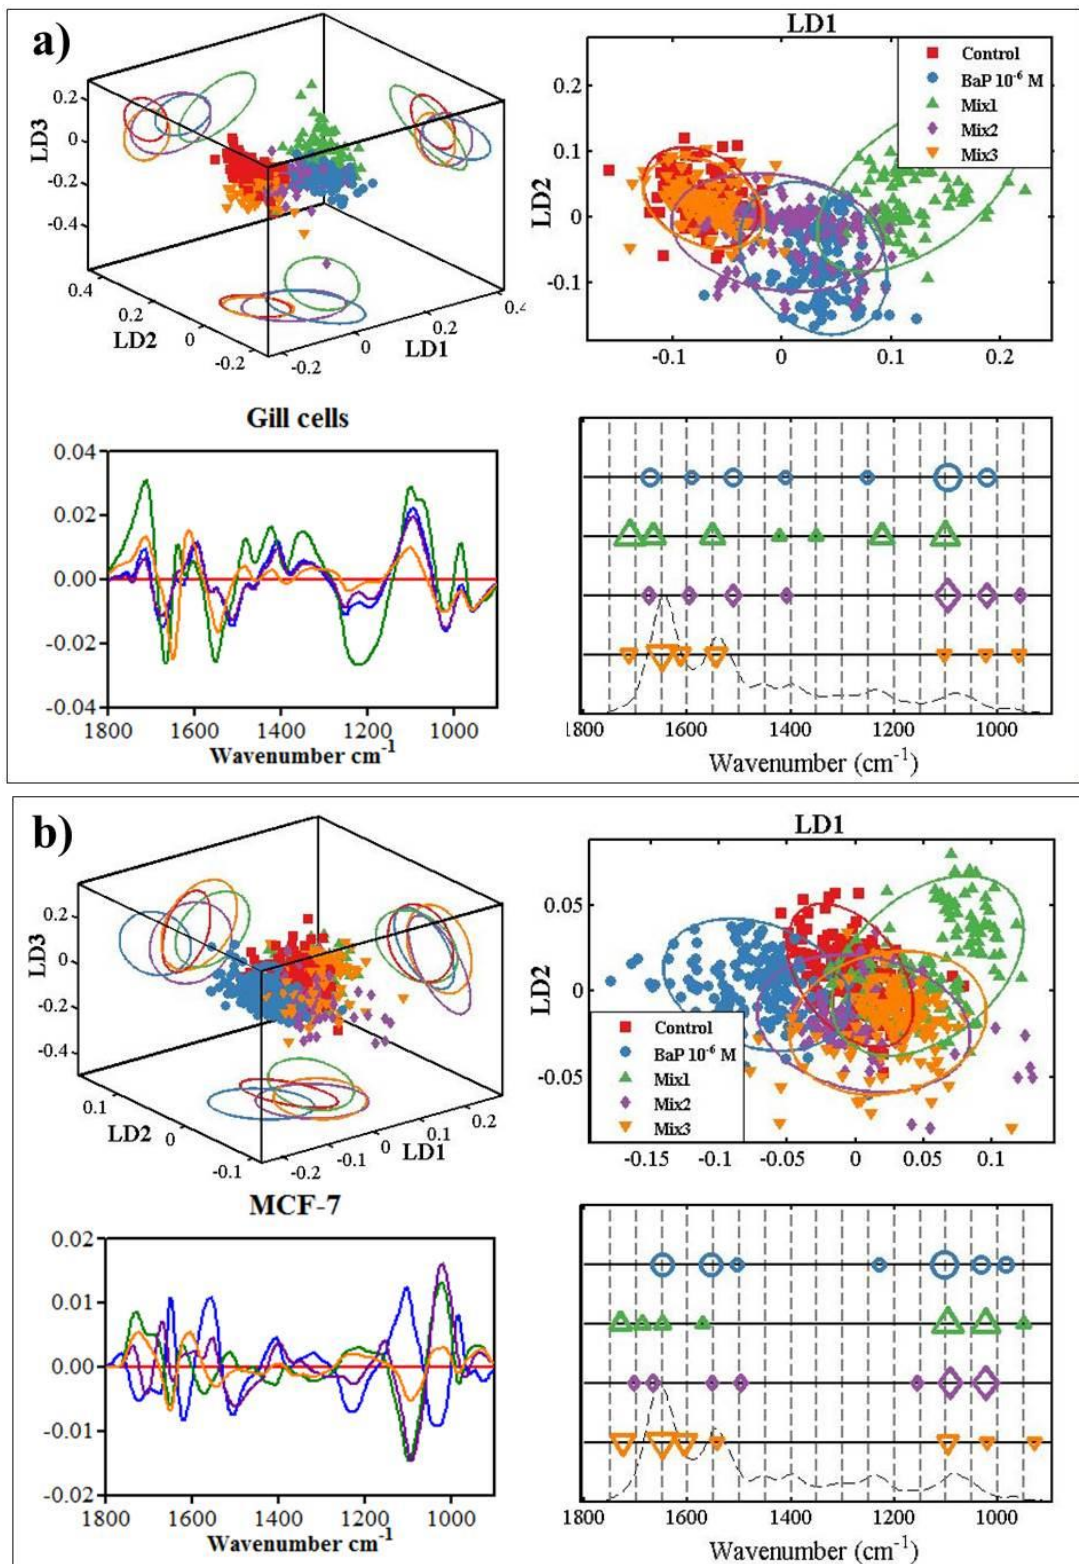 a)
LD3
0.2
0
-0.2
-0.4
0.4
0.2
0
-0.2
LD2
-0.2
0
0.2
0.4
LD1
LD1
Control
BaP 10⁻⁶ M
Mix1
Mix2
Mix3
LD2
0.2
0.1
0
-0.1
-0.1
0
0.1
0.2
Gill cells
0.04
0.02
0.00
-0.02
-0.04
1800 1600 1400 1200 1000
Wavenumber cm⁻¹
1800 1600 1400 1200 1000
Wavenumber (cm⁻¹)
b)
LD3
0.2
0
-0.2
-0.4
0.1
0
-0.1
LD2
-0.2
-0.1
0
0.1
0.2
LD1
LD1
LD2
0.05
0
-0.05
Control
BaP 10⁻⁶ M
Mix1
Mix2
Mix3
-0.15 -0.1 -0.05 0 0.05 0.1
MCF-7
0.02
0.01
0.00
-0.01
-0.02
1800 1600 1400 1200 1000
Wavenumber cm⁻¹
1800 1600 1400 1200 1000
Wavenumber (cm⁻¹)